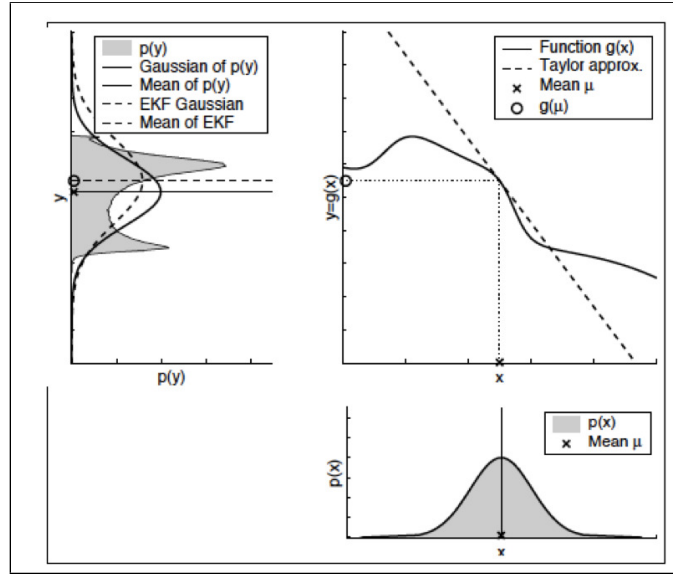 p(y)
Gaussian of p(y)
Mean of p(y)
EKF Gaussian
Mean of EKF
y
p(y)
Function g(x)
Taylor approx.
Mean μ
g(μ)
y=g(x)
x
p(x)
Mean μ
p(x)
x